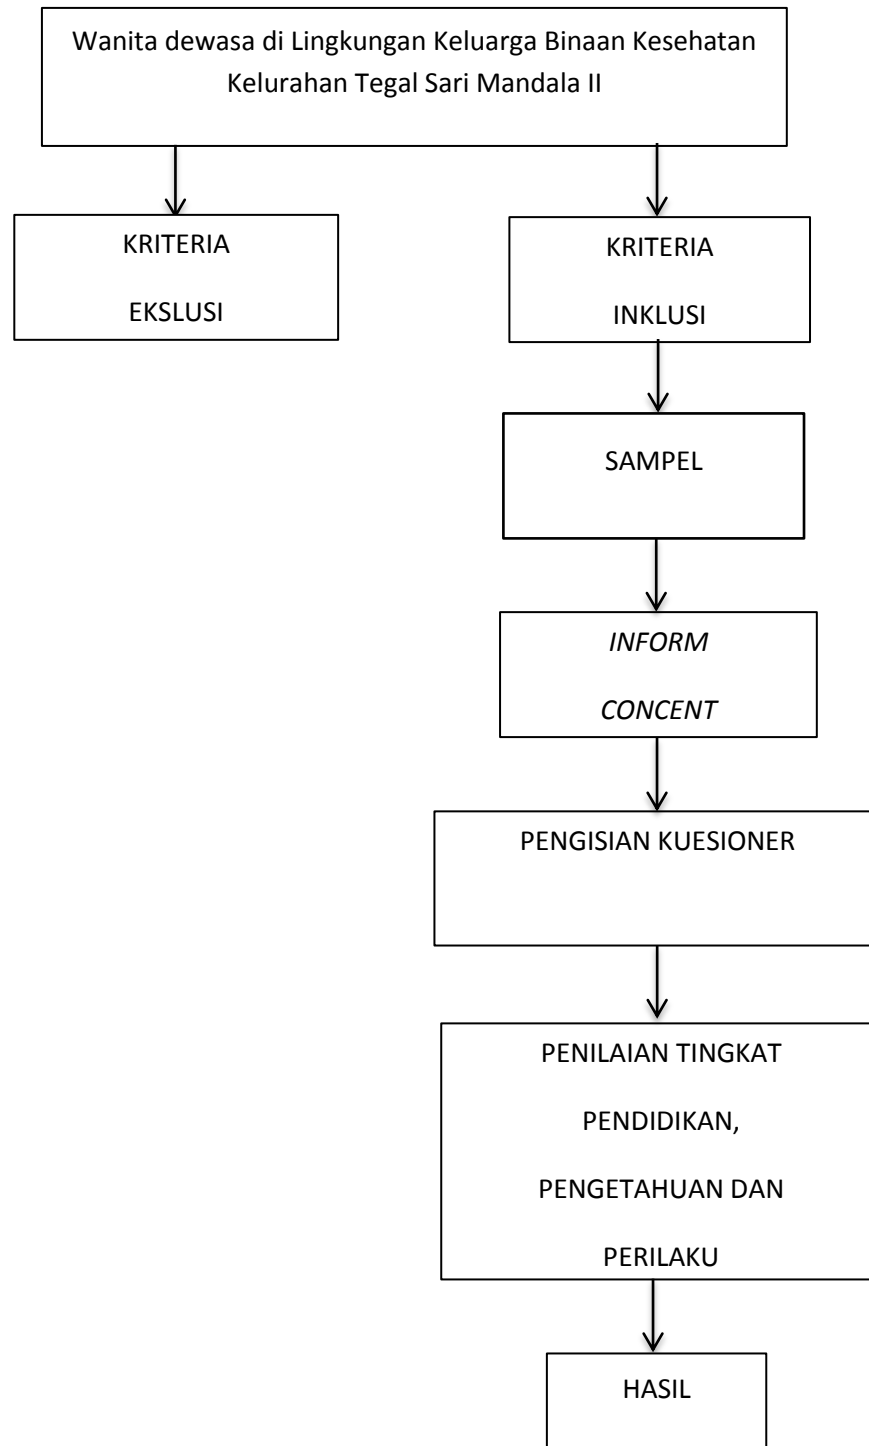 Wanita dewasa di Lingkungan Keluarga Binaan Kesehatan
Kelurahan Tegal Sari Mandala II
KRITERIA
EKSLUSI
KRITERIA
INKLUSI
SAMPEL
INFORM
CONCENT
PENGISIAN KUESIONER
PENILAIAN TINGKAT
PENDIDIKAN,
PENGETAHUAN DAN
PERILAKU
HASIL